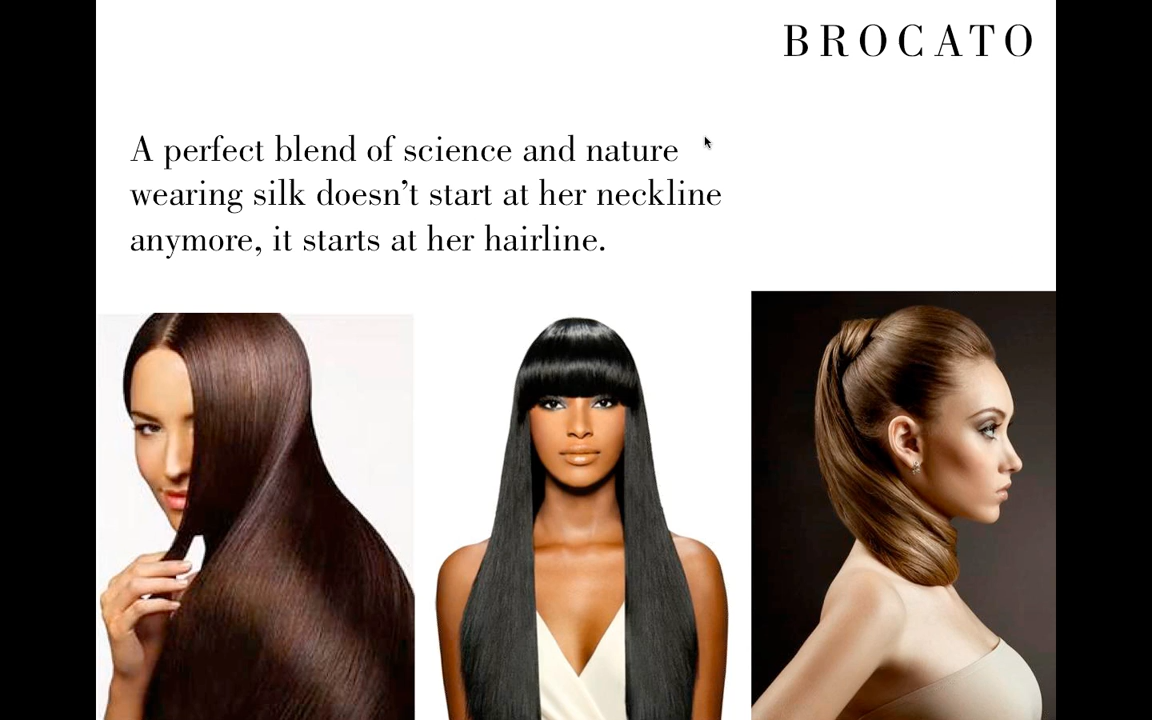 BROCATO
A perfect blend of science and nature
wearing silk doesn’t start at her neckline
anymore, it starts at her hairline.